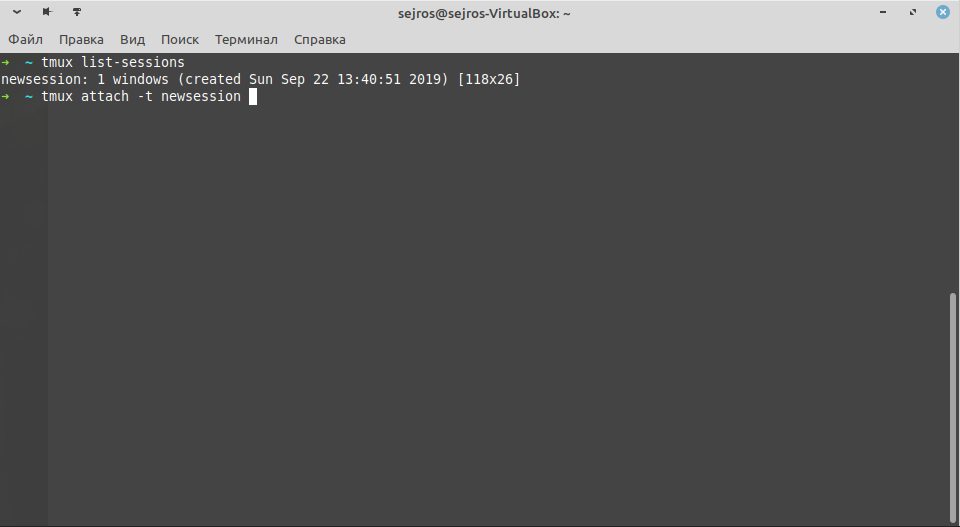 sejros@sejros-VirtualBox: ~
Файл Правка Вид Поиск Терминал Справка
➜ ~ tmux list-sessions
newsession: 1 windows (created Sun Sep 22 13:40:51 2019) [118x26]
➜ ~ tmux attach -t newsession